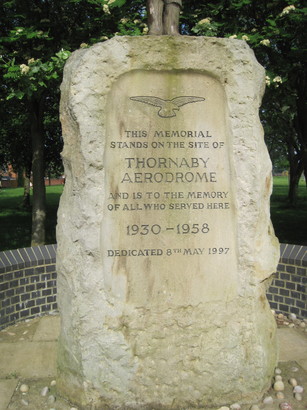 THIS MEMORIAL
STANDS ON THE SITE OF
THORNABY
AERODROME
AND IS TO THE MEMORY
OF ALL WHO SERVED HERE
1930 - 1958
DEDICATED 8TH MAY 1997